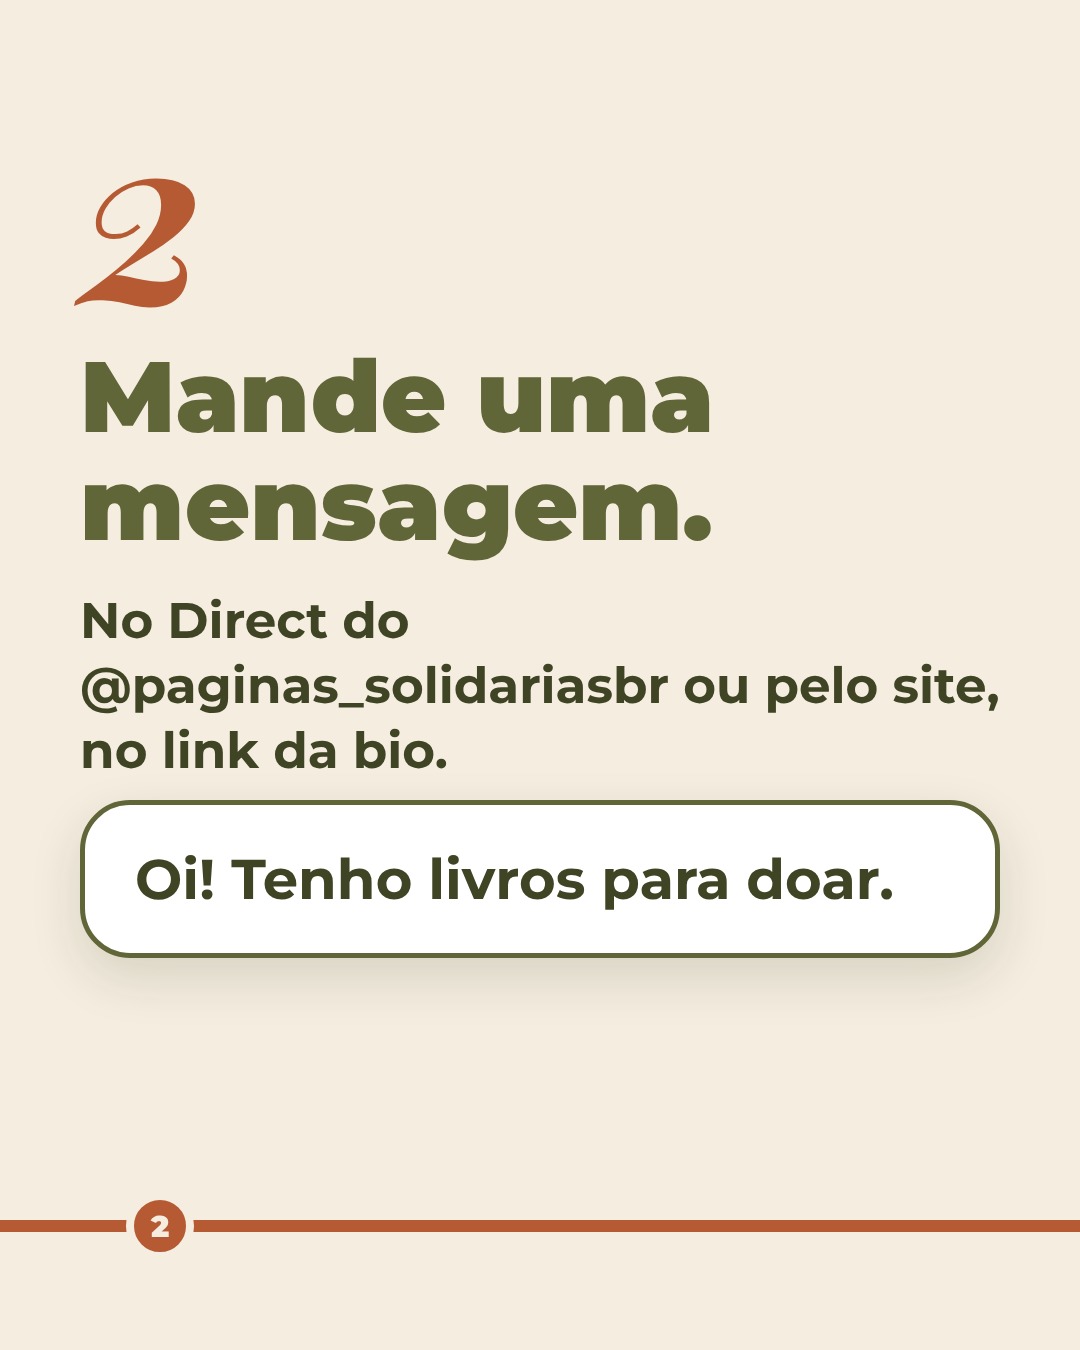 2
Mande uma
mensagem.
No Direct do
@paginas_solidariasbr ou pelo site,
no link da bio.
Oi! Tenho livros para doar.
2